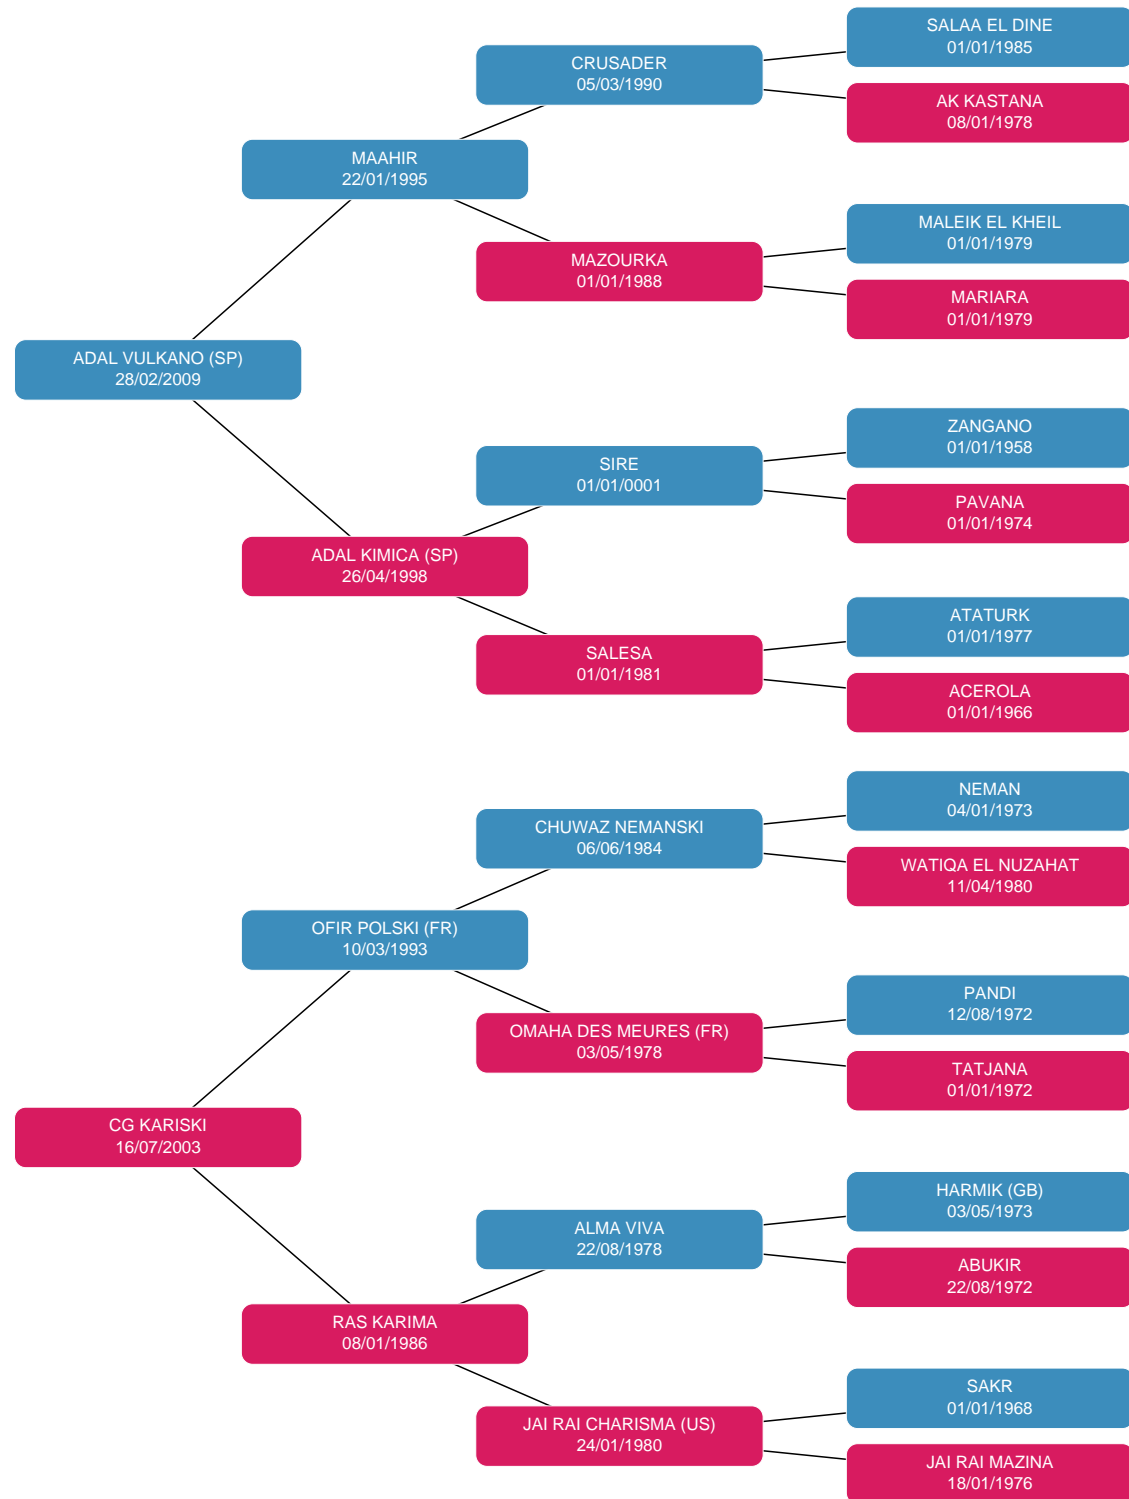 SALAA EL DINE
01/01/1985
CRUSADER
05/03/1990
AK KASTANA
08/01/1978
MAAHIR
22/01/1995
MALEIK EL KHEIL
01/01/1979
MAZOURKA
01/01/1988
MARIARA
01/01/1979
ADAL VULKANO (SP)
28/02/2009
ZANGANO
01/01/1958
SIRE
01/01/0001
PAVANA
01/01/1974
ADAL KIMICA (SP)
26/04/1998
ATATURK
01/01/1977
SALESA
01/01/1981
ACEROLA
01/01/1966
NEMAN
04/01/1973
CHUWAZ NEMANSKI
06/06/1984
WATIQA EL NUZAHAT
11/04/1980
OFIR POLSKI (FR)
10/03/1993
PANDI
12/08/1972
OMAHA DES MEURES (FR)
03/05/1978
TATJANA
01/01/1972
CG KARISKI
16/07/2003
HARMIK (GB)
03/05/1973
ALMA VIVA
22/08/1978
ABUKIR
22/08/1972
RAS KARIMA
08/01/1986
SAKR
01/01/1968
JAI RAI CHARISMA (US)
24/01/1980
JAI RAI MAZINA
18/01/1976